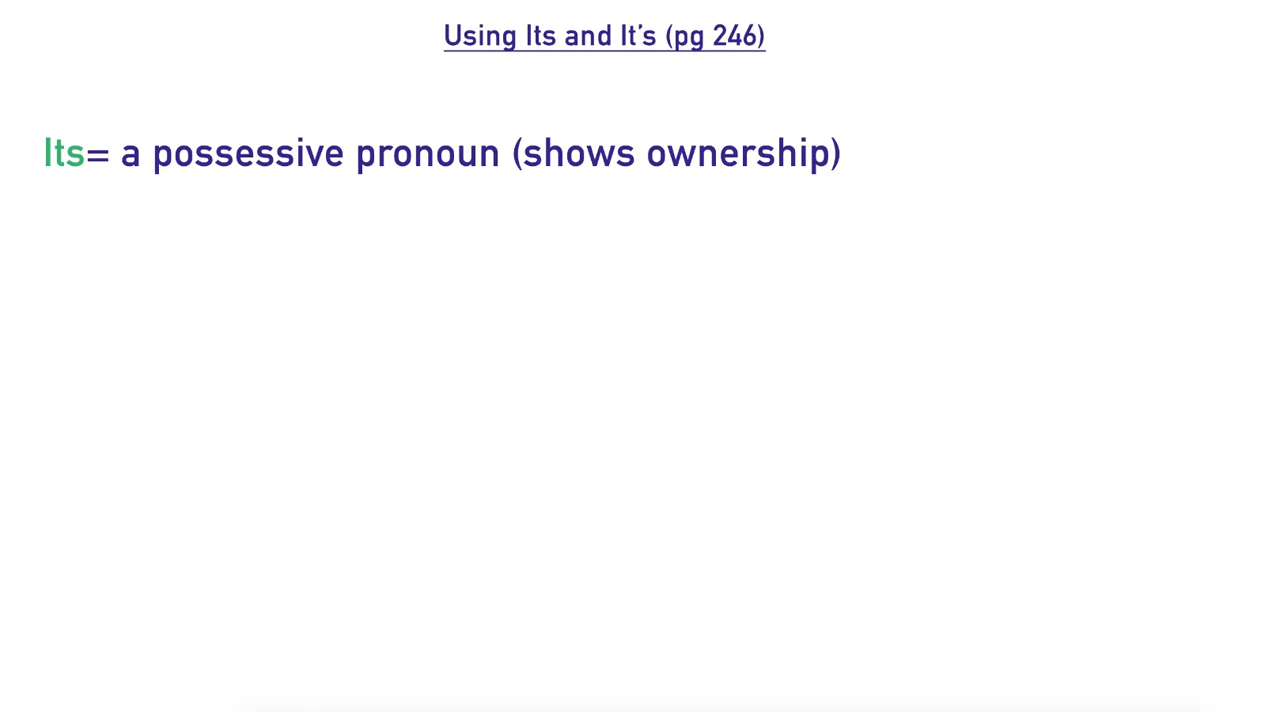 Using Its and It’s (pg 246)
Its= a possessive pronoun (shows ownership)